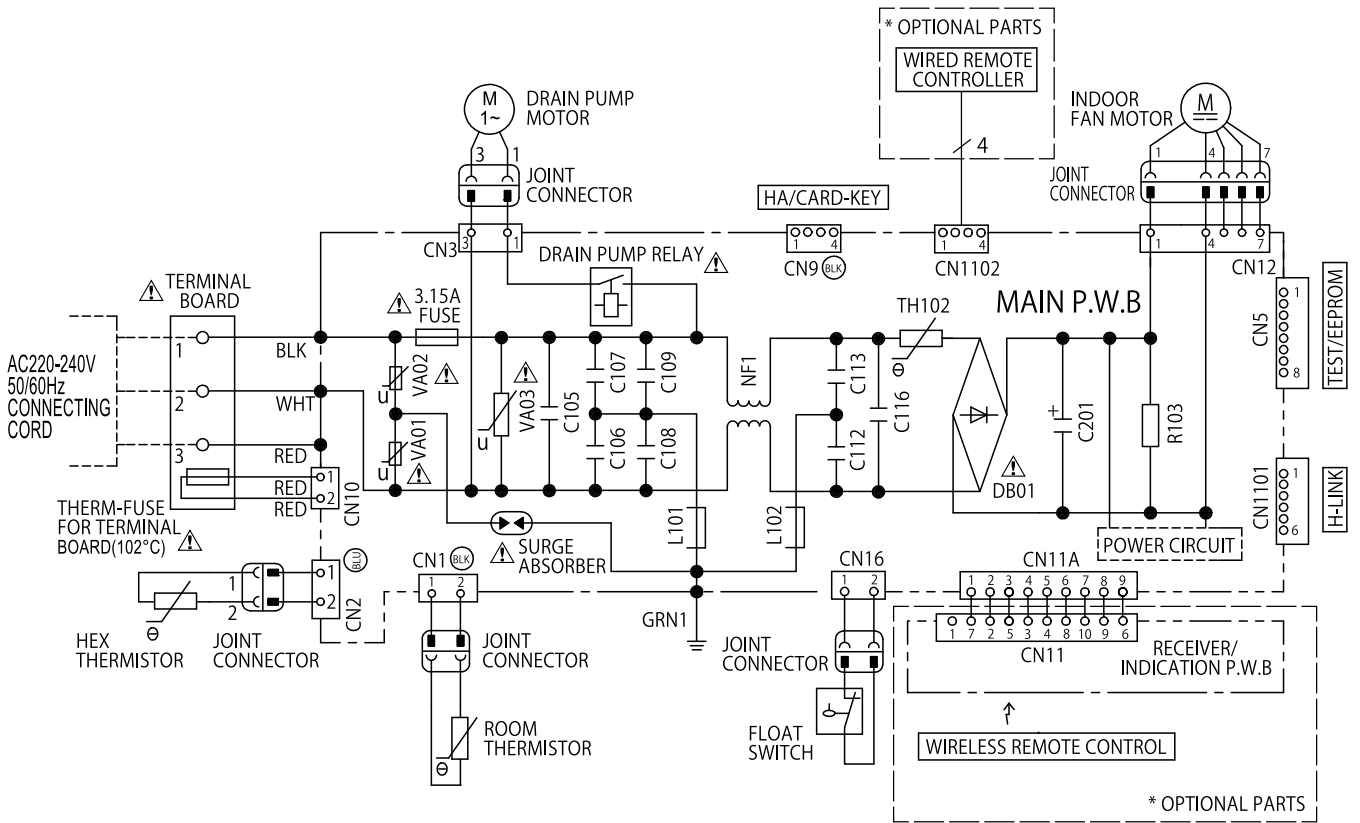 * OPTIONAL PARTS
WIRED REMOTE
CONTROLLER
4
M
1~
DRAIN PUMP
MOTOR
3 1
JOINT
CONNECTOR
CN3
3 1
INDOOR
FAN MOTOR
M
1 4 7
JOINT
CONNECTOR
1 4 7
CN12
HA/CARD-KEY
1 4
CN9 BLK
1 4
CN1102
DRAIN PUMP RELAY
MAIN P.W.B
TERMINAL
BOARD
AC220-240V
50/60Hz
CONNECTING
CORD
1
2
3
BLK
WHT
RED
RED
RED
1
2
CN10
THERM-FUSE
FOR TERMINAL
BOARD(102°C)
3.15A
FUSE
VA02
u
VA01
u
VA03
u
C105
C107
C109
C106
C108
NF1
C113
C112
C116
TH102
θ
DB01
+
C201
R103
POWER CIRCUIT
CN5
1
8
TEST/EEPROM
CN1101
1
6
H-LINK
SURGE
ABSORBER
L101
L102
GRN1
BLU
1
2
CN2
1
2
θ
HEX
THERMISTOR
JOINT
CONNECTOR
CN1 BLK
1 2
JOINT
CONNECTOR
θ
ROOM
THERMISTOR
CN16
1 2
JOINT
CONNECTOR
FLOAT
SWITCH
CN11A
1 2 3 4 5 6 7 8 9
1 7 2 5 3 4 8 10 9 6
CN11
RECEIVER/
INDICATION P.W.B
WIRELESS REMOTE CONTROL
* OPTIONAL PARTS